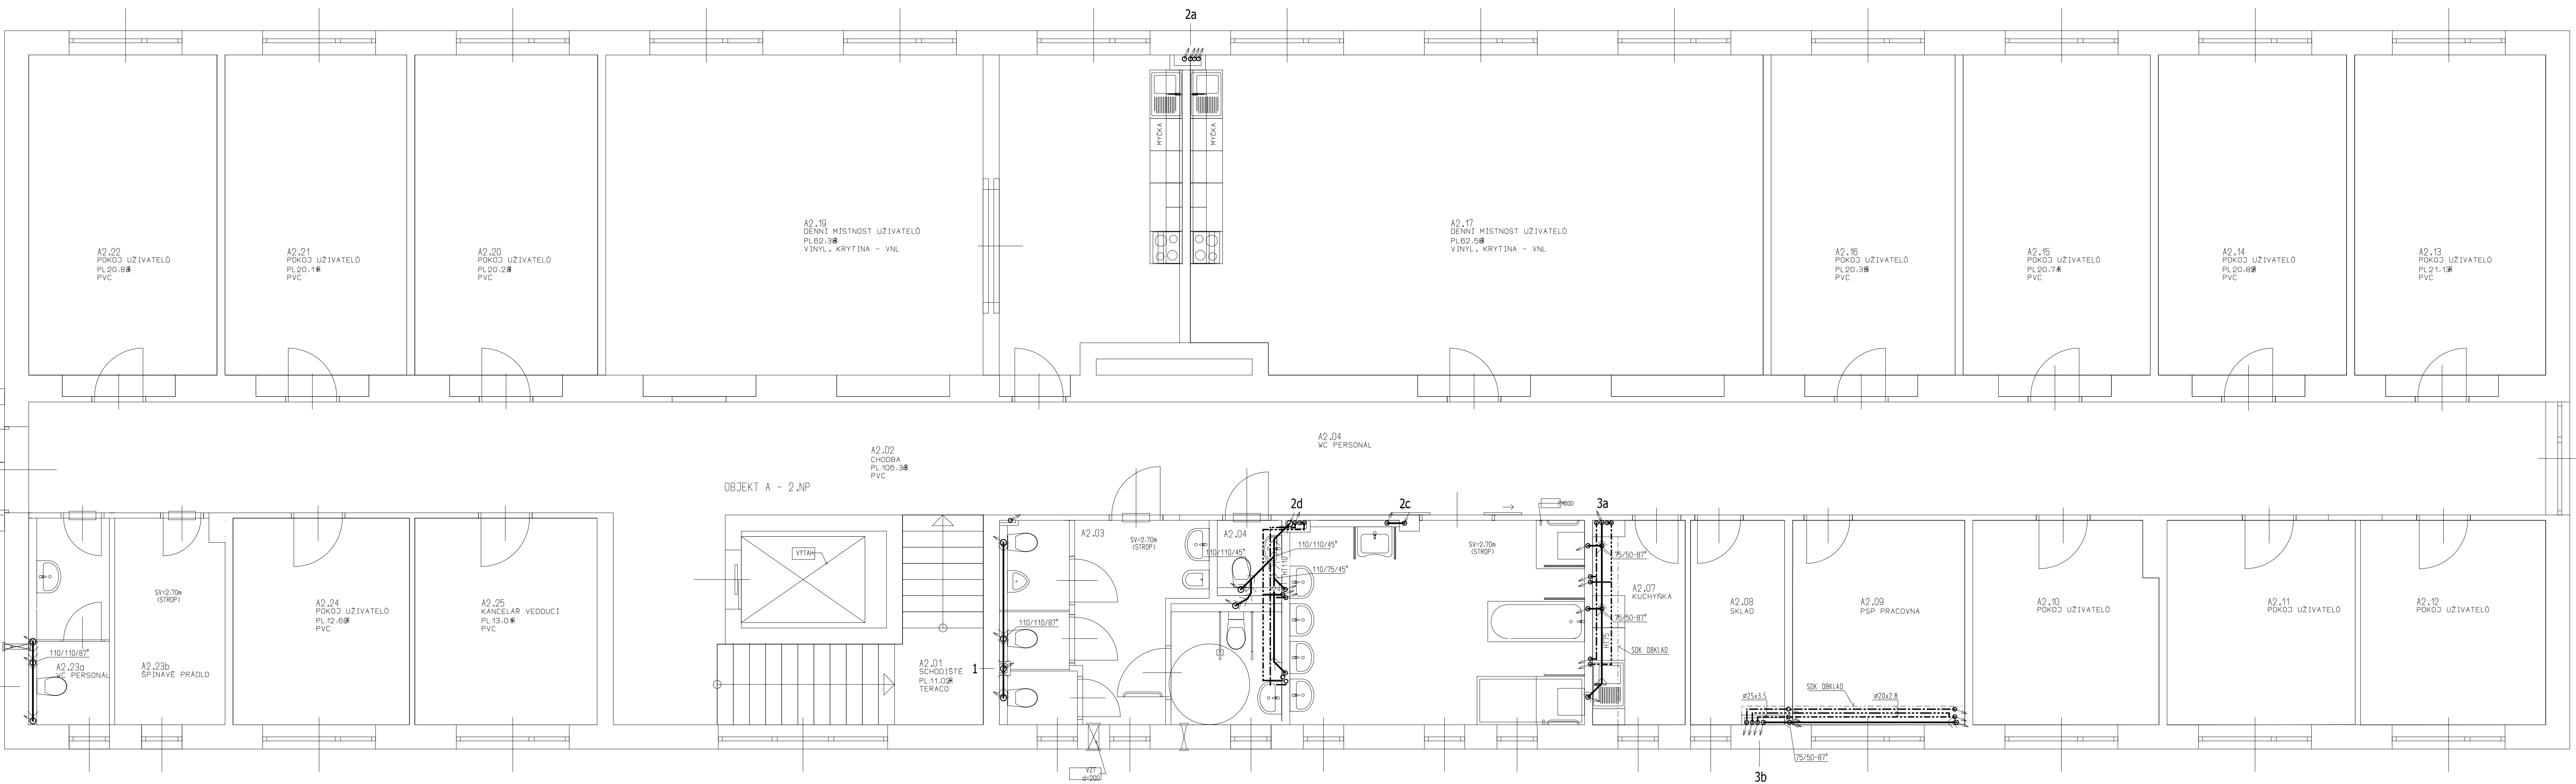 2a
MYČKA
MYČKA
A2.22
POKOJ UŽIVATELŮ
PVC
A2.21
POKOJ UŽIVATELŮ
PVC
A2.20
POKOJ UŽIVATELŮ
PVC
A2.19
DENNÍ MÍSTNOST UŽIVATELŮ
VINYL. KRYTINA - VNL
A2.17
DENNÍ MÍSTNOST UŽIVATELŮ
VINYL. KRYTINA - VNL
A2.16
POKOJ UŽIVATELŮ
PVC
A2.15
POKOJ UŽIVATELŮ
PVC
A2.14
POKOJ UŽIVATELŮ
PVC
A2.13
POKOJ UŽIVATELŮ
PVC
A2.02
CHODBA
PVC
A2.04
WC PERSONÁL
OBJEKT A - 2.NP
2d
2c
3a
VÝTAH
A2.03
SV=2.70m
(STROP)
A2.04
110/110/45°
110/110/45°
HT110
110/75/45°
SV=2.70m
(STROP)
75/50-87°
75/50-87°
HT75
SDK OBKLAD
A2.07
KUCHYŇKA
A2.08
SKLAD
A2.09
PSP PRACOVNA
A2.10
POKOJ UŽIVATELŮ
A2.11
POKOJ UŽIVATELŮ
A2.12
POKOJ UŽIVATELŮ
SV=2.70m
(STROP)
A2.24
POKOJ UŽIVATELŮ
PVC
A2.25
KANCELÁŘ VEDOUCÍ
PVC
110/110/87°
A2.23a
WC PERSONÁL
A2.23b
ŠPINAVÉ PRÁDLO
A2.01
SCHODIŠTĚ
TERACO
1
110/110/87°
SDK OBKLAD
Ø25x3.5
Ø20x2.8
75/50-87°
3b
VZT
d=200